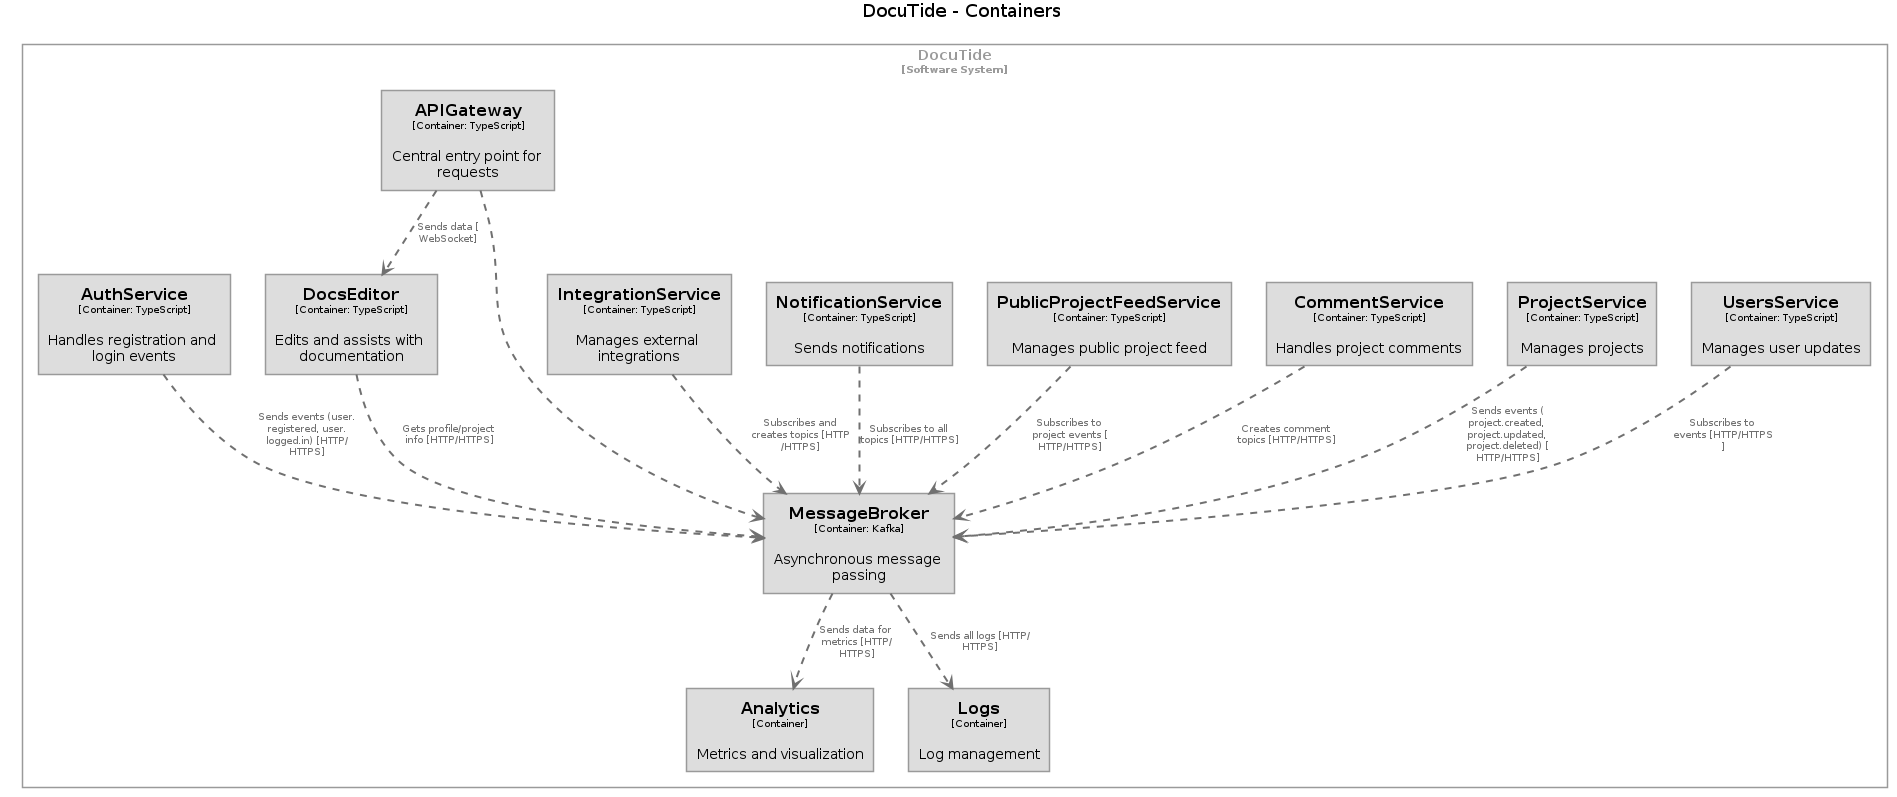 DocuTide - Containers
DocuTide
[Software System]
APIGateway
[Container: TypeScript]
Central entry point for
requests
Sends data [
WebSocket]
AuthService
[Container: TypeScript]
Handles registration and
login events
DocsEditor
[Container: TypeScript]
Edits and assists with
documentation
IntegrationService
[Container: TypeScript]
Manages external
integrations
NotificationService
[Container: TypeScript]
Sends notifications
PublicProjectFeedService
[Container: TypeScript]
Manages public project feed
CommentService
[Container: TypeScript]
Handles project comments
ProjectService
[Container: TypeScript]
Manages projects
UsersService
[Container: TypeScript]
Manages user updates
Sends events (user.
registered, user.
logged.in) [HTTP/
HTTPS]
Gets profile/project
info [HTTP/HTTPS]
Subscribes and
creates topics [HTTP
/HTTPS]
Subscribes to all
topics [HTTP/HTTPS]
Subscribes to
project events [
HTTP/HTTPS]
Creates comment
topics [HTTP/HTTPS]
Sends events (
project.created,
project.updated,
project.deleted) [
HTTP/HTTPS]
Subscribes to
events [HTTP/HTTPS
]
MessageBroker
[Container: Kafka]
Asynchronous message
passing
Sends data for
metrics [HTTP/
HTTPS]
Sends all logs [HTTP/
HTTPS]
Analytics
[Container]
Metrics and visualization
Logs
[Container]
Log management